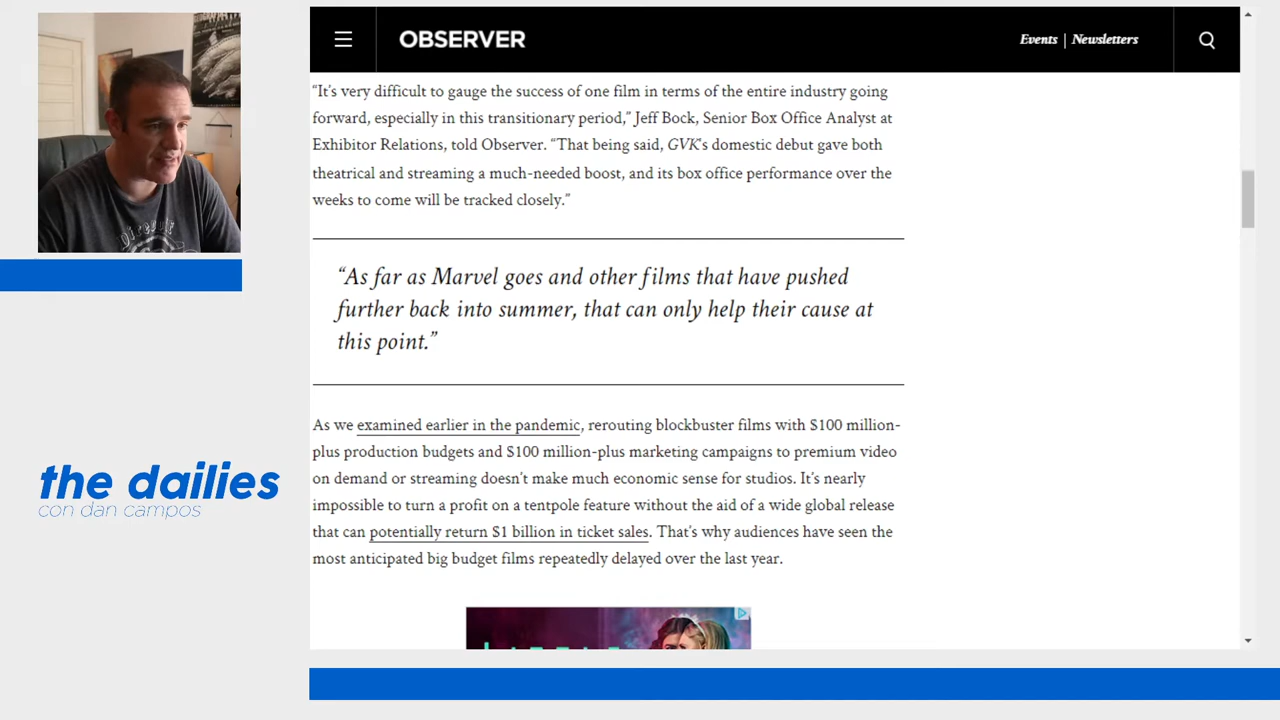 OBSERVER
Events | Newsletters
“It’s very difficult to gauge the success of one film in terms of the entire industry going
forward, especially in this transitionary period,” Jeff Bock, Senior Box Office Analyst at
Exhibitor Relations, told Observer. “That being said, GVK’s domestic debut gave both
theatrical and streaming a much-needed boost, and its box office performance over the
weeks to come will be tracked closely.”
“As far as Marvel goes and other films that have pushed
further back into summer, that can only help their cause at
this point.”
As we examined earlier in the pandemic, rerouting blockbuster films with $100 million-
plus production budgets and $100 million-plus marketing campaigns to premium video
on demand or streaming doesn’t make much economic sense for studios. It’s nearly
impossible to turn a profit on a tentpole feature without the aid of a wide global release
that can potentially return $1 billion in ticket sales. That’s why audiences have seen the
most anticipated big budget films repeatedly delayed over the last year.
the dailies
con dan campos